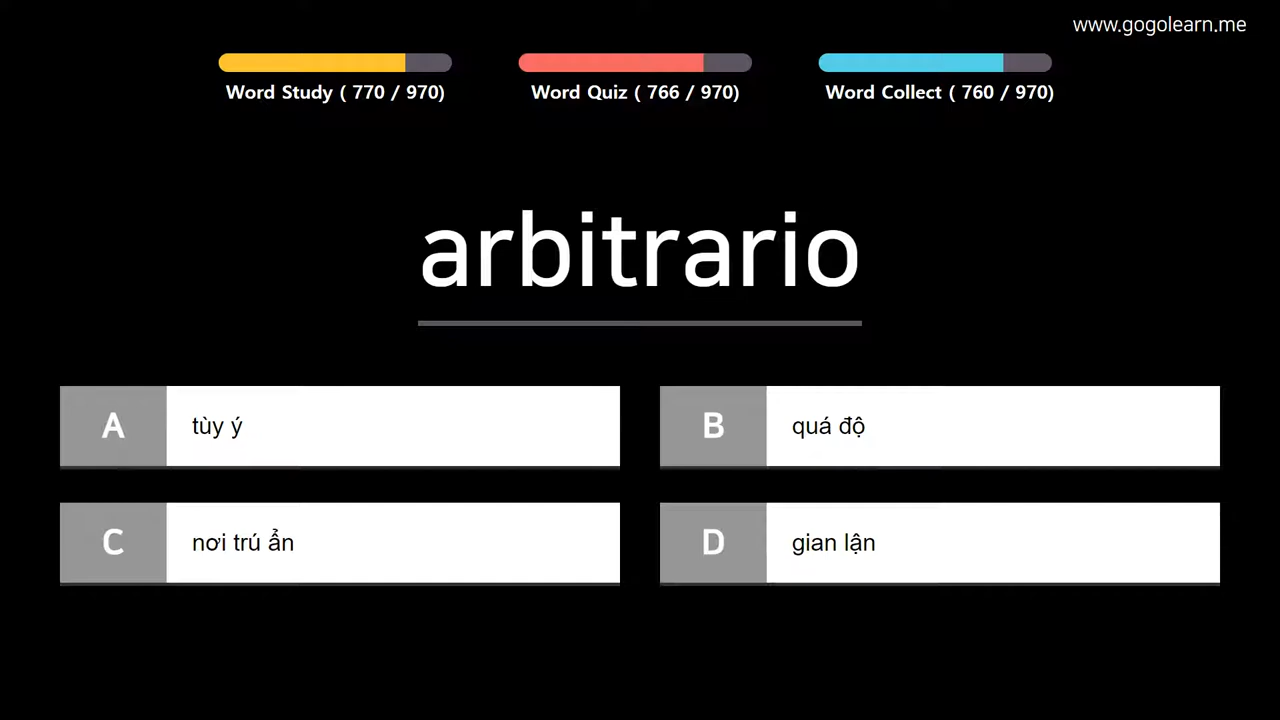 www.gogolearn.me
Word Study ( 770 / 970)
Word Quiz ( 766 / 970)
Word Collect ( 760 / 970)
arbitrario
A
tùy ý
B
quá độ
C
nơi trú ẩn
D
gian lận